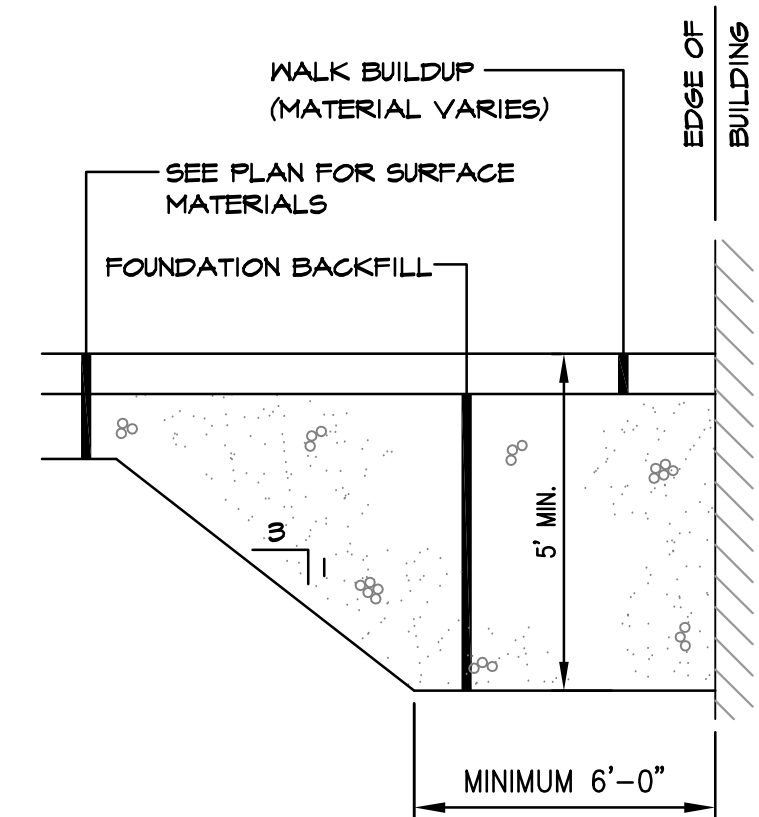 EDGE OF
BUILDING
WALK BUILDUP
(MATERIAL VARIES)
SEE PLAN FOR SURFACE
MATERIALS
FOUNDATION BACKFILL
3
1
5' MIN.
MINIMUM 6'-0"